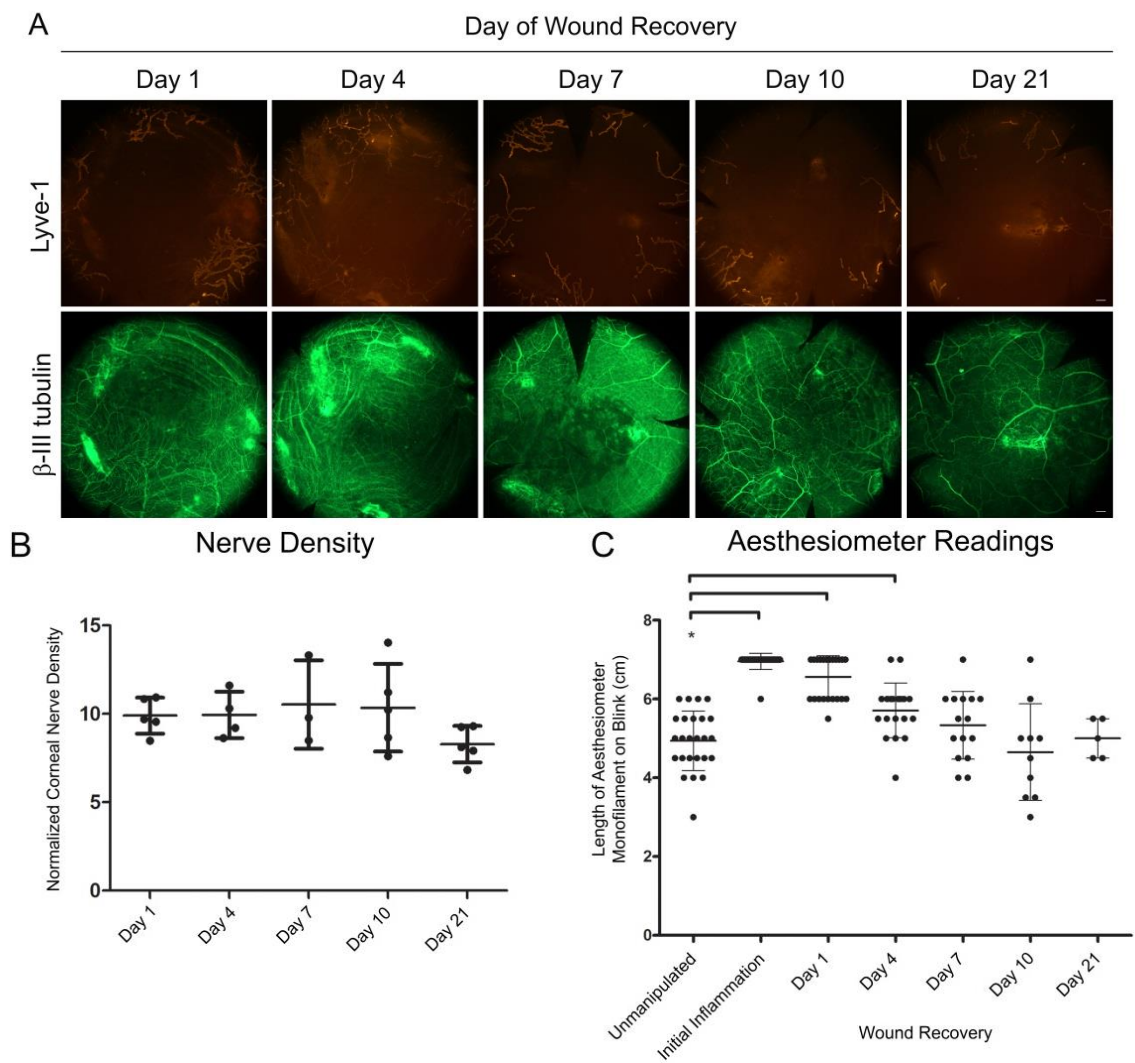 A
Day of Wound Recovery
Day 1
Day 4
Day 7
Day 10
Day 21
Lyve-1
β-III tubulin
B
Nerve Density
Normalized Corneal Nerve Density
15
10
5
0
Day 1
Day 4
Day 7
Day 10
Day 21
C
Aesthesiometer Readings
Length of Aesthesiometer
Monofilament on Blink (cm)
8
6
4
2
0
*
Unmanipulated
Initial Inflammation
Day 1
Day 4
Day 7
Day 10
Day 21
Wound Recovery